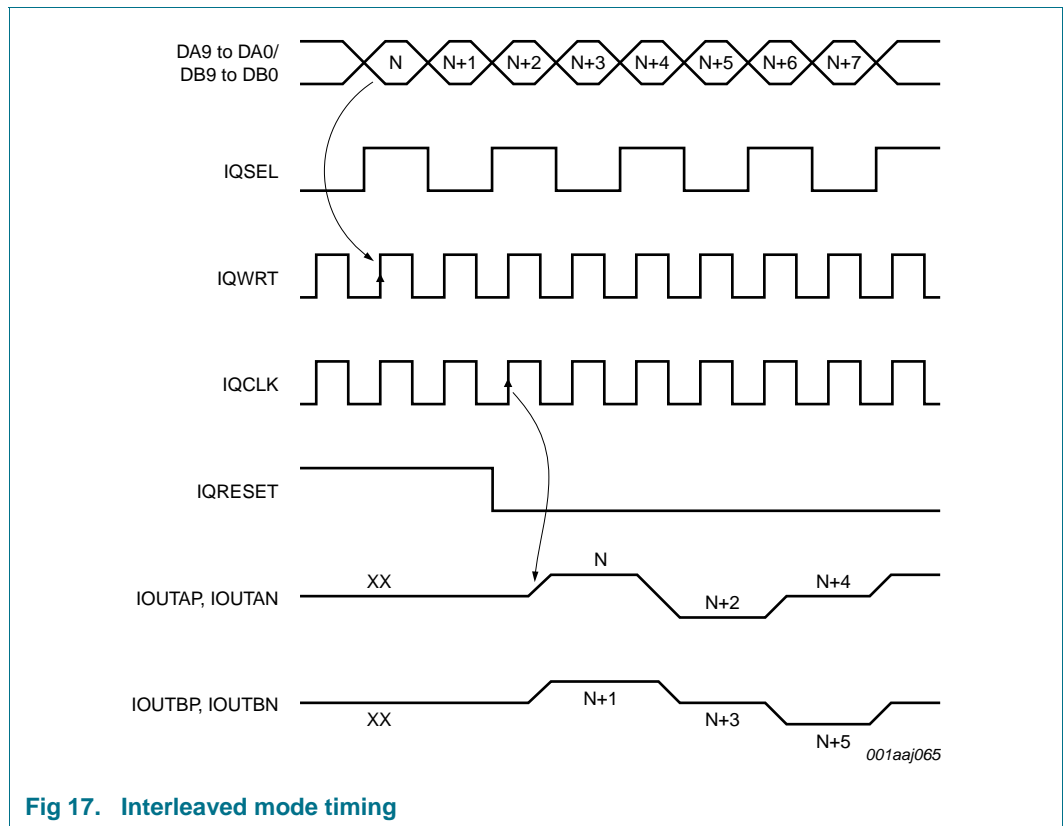 DA9 to DA0/
DB9 to DB0
N N+1 N+2 N+3 N+4 N+5 N+6 N+7
IQSEL
IQWRT
IQCLK
IQRESET
IOUTAP, IOUTAN
XX N N+2 N+4
IOUTBP, IOUTBN
XX N+1 N+3 N+5
001aaj065
Fig 17. Interleaved mode timing